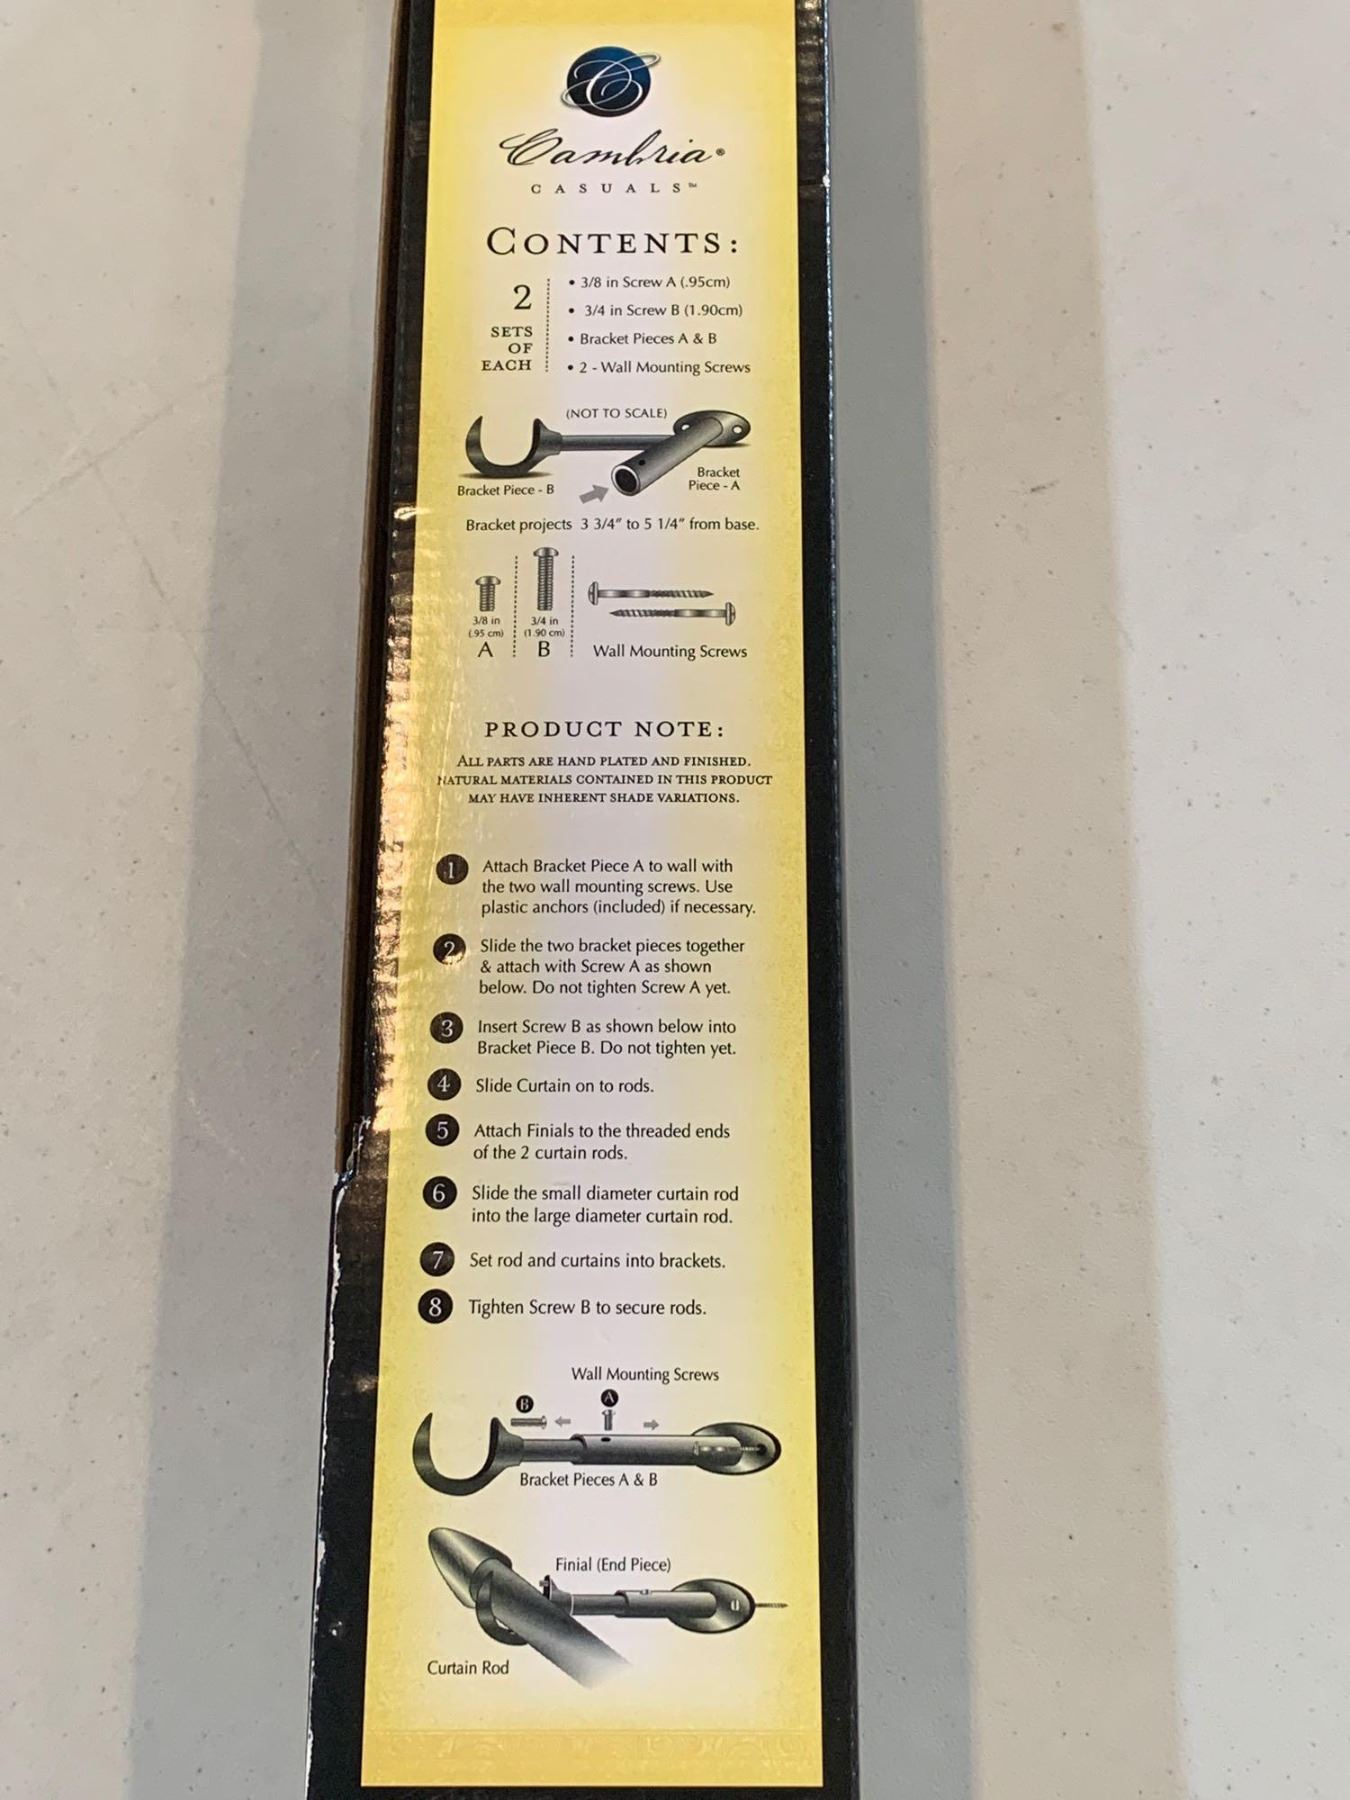 Cambria®
CASUALS™
CONTENTS:
2
SETS
OF
EACH
• 3/8 in Screw A (.95cm)
• 3/4 in Screw B (1.90cm)
• Bracket Pieces A & B
• 2 - Wall Mounting Screws
(NOT TO SCALE)
Bracket Piece - B
Bracket
Piece - A
Bracket projects 3 3/4" to 5 1/4" from base.
3/8 in
(.95 cm)
A
3/4 in
(1.90 cm)
B
Wall Mounting Screws
PRODUCT NOTE:
ALL PARTS ARE HAND PLATED AND FINISHED.
NATURAL MATERIALS CONTAINED IN THIS PRODUCT
MAY HAVE INHERENT SHADE VARIATIONS.
1 Attach Bracket Piece A to wall with
the two wall mounting screws. Use
plastic anchors (included) if necessary.
2 Slide the two bracket pieces together
& attach with Screw A as shown
below. Do not tighten Screw A yet.
3 Insert Screw B as shown below into
Bracket Piece B. Do not tighten yet.
4 Slide Curtain on to rods.
5 Attach Finials to the threaded ends
of the 2 curtain rods.
6 Slide the small diameter curtain rod
into the large diameter curtain rod.
7 Set rod and curtains into brackets.
8 Tighten Screw B to secure rods.
Wall Mounting Screws
B
A
Bracket Pieces A & B
Finial (End Piece)
Curtain Rod